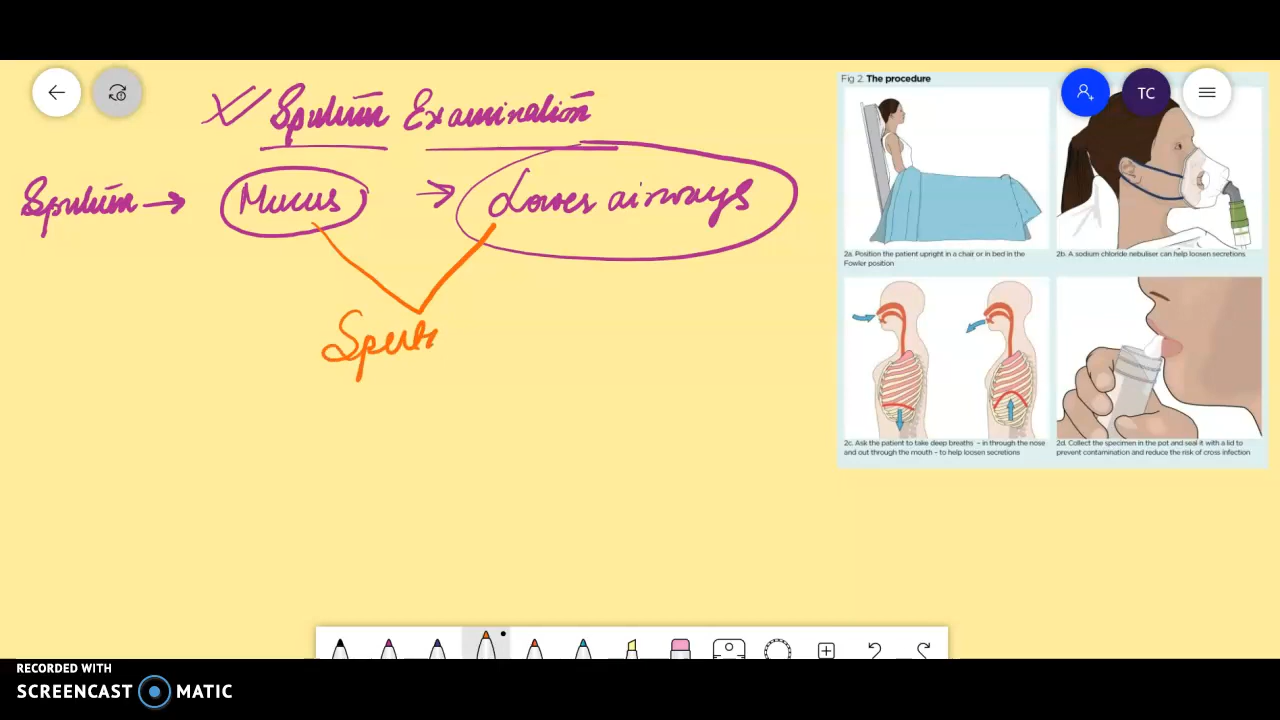 Sputum Examination
Sputum → Mucus → Lower airways
Sput
Fig 2. The procedure
2a. Position the patient upright in a chair or in bed in the
Fowler position
2b. A sodium chloride nebuliser can help loosen secretions
2c. Ask the patient to take deep breaths – in through the nose
and out through the mouth – to help loosen secretions
2d. Collect the specimen in the pot and seal it with a lid to
prevent contamination and reduce the risk of cross infection
TC
RECORDED WITH
SCREENCAST MATIC